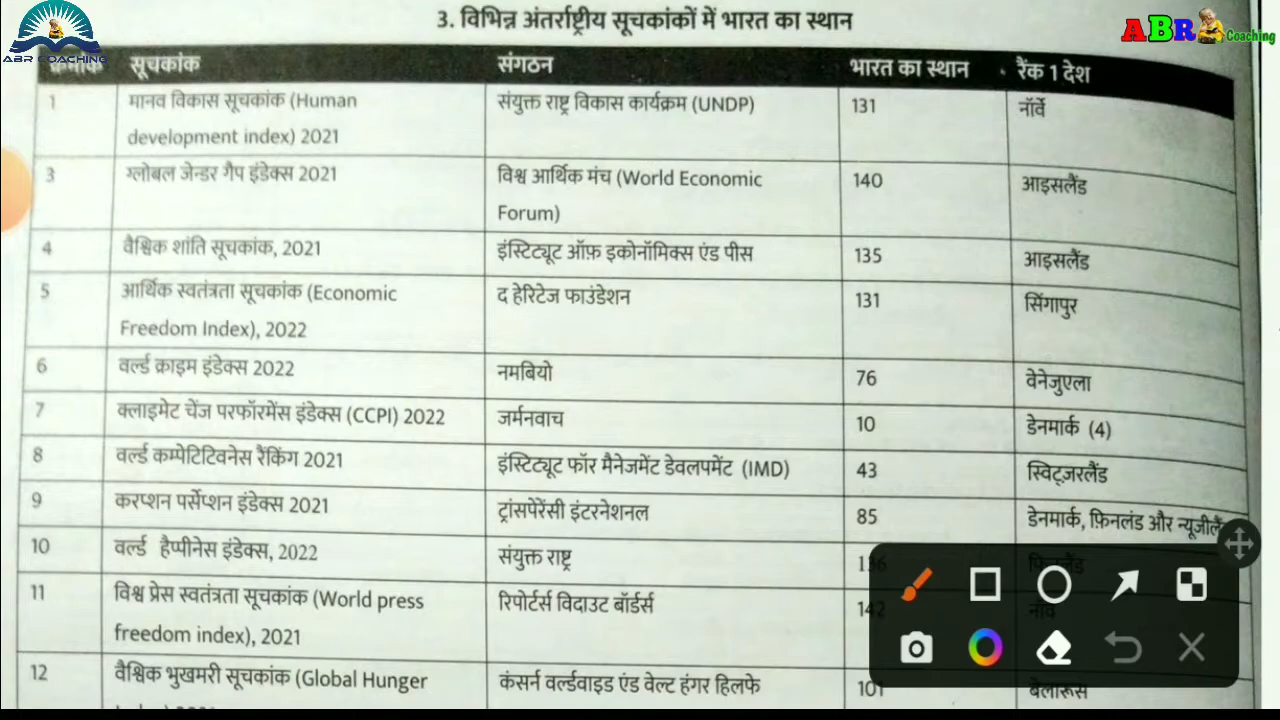 3. विभिन्न अंतर्राष्ट्रीय सूचकांकों में भारत का स्थान
ABR Coaching
ABR COACHING
क्रमांक सूचकांक संगठन भारत का स्थान रैंक 1 देश
1 मानव विकास सूचकांक (Human संयुक्त राष्ट्र विकास कार्यक्रम (UNDP) 131 नॉर्वे
development index) 2021
3 ग्लोबल जेन्डर गैप इंडेक्स 2021 विश्व आर्थिक मंच (World Economic 140 आइसलैंड
Forum)
4 वैश्विक शांति सूचकांक, 2021 इंस्टिट्यूट ऑफ़ इकोनॉमिक्स एंड पीस 135 आइसलैंड
5 आर्थिक स्वतंत्रता सूचकांक (Economic द हेरिटेज फाउंडेशन 131 सिंगापुर
Freedom Index), 2022
6 वर्ल्ड क्राइम इंडेक्स 2022 नमबियो 76 वेनेजुएला
7 क्लाइमेट चेंज परफॉरमेंस इंडेक्स (CCPI) 2022 जर्मनवाच 10 डेनमार्क (4)
8 वर्ल्ड कम्पेटिटिवनेस रैंकिंग 2021 इंस्टिट्यूट फॉर मैनेजमेंट डेवलपमेंट (IMD) 43 स्विट्ज़रलैंड
9 करप्शन पर्सेप्शन इंडेक्स 2021 ट्रांसपेरेंसी इंटरनेशनल 85 डेनमार्क, फ़िनलंड और
10 वर्ल्ड हैप्पीनेस इंडेक्स, 2022 संयुक्त राष्ट्र 136 फिनलैंड
11 विश्व प्रेस स्वतंत्रता सूचकांक (World press रिपोर्टर्स विदाउट बॉर्डर्स 142
freedom index), 2021
12 वैश्विक भुखमरी सूचकांक (Global Hunger कंसर्न वर्ल्डवाइड एंड वेल्ट हंगर हिलफे 101 बेलारूस